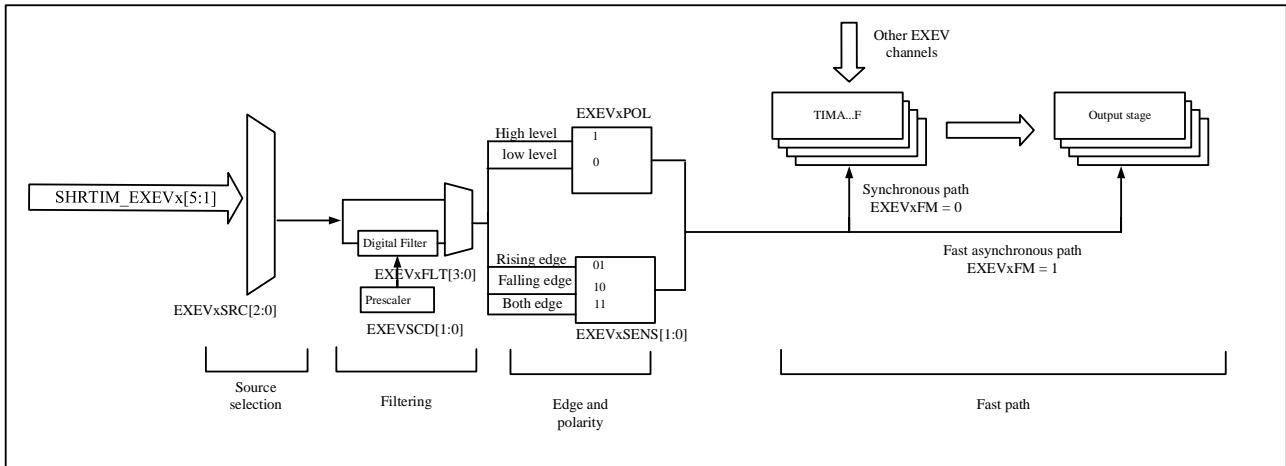 Other EXEV
channels
EXEVxPOL
TIMA...F
Output stage
High level
1
low level
0
SHRTIM_EXEVx[5:1]
Synchronous path
EXEVxFM = 0
Digital Filter
Fast asynchronous path
EXEVxFM = 1
Rising edge
01
EXEVxFLT[3:0]
Falling edge
10
Prescaler
Both edge
11
EXEVxSRC[2:0]
EXEVSCD[1:0]
EXEVxSENS[1:0]
Source
selection
Filtering
Edge and
polarity
Fast path